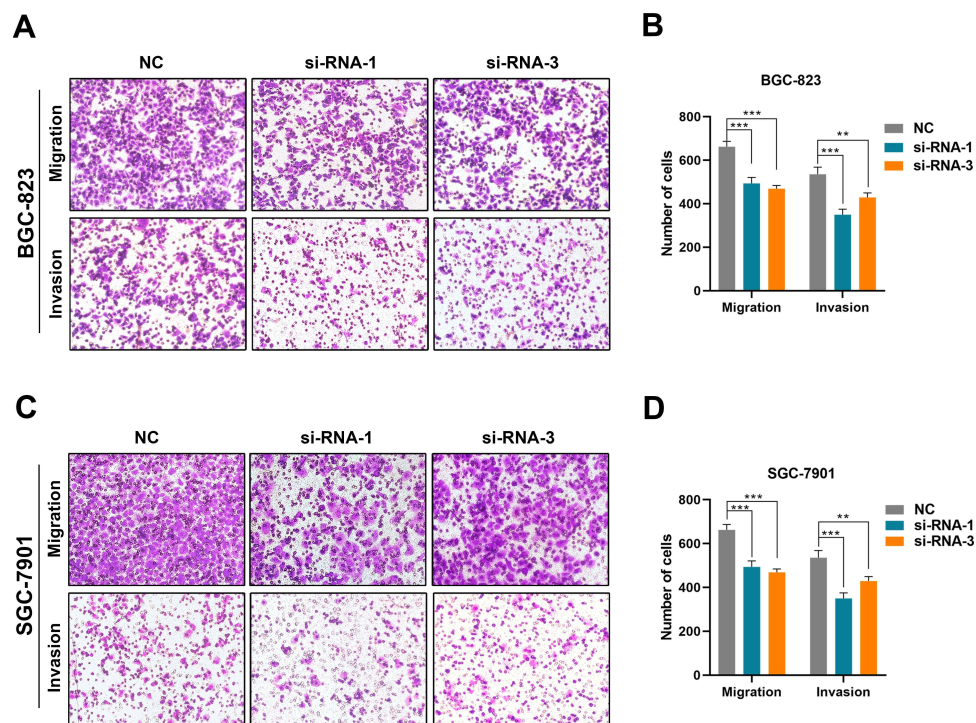 A
NC
si-RNA-1
si-RNA-3
BGC-823
Migration
Invasion
B
BGC-823
Number of cells
800
600
400
200
0
***
***
**
***
Migration
Invasion
NC
si-RNA-1
si-RNA-3
C
NC
si-RNA-1
si-RNA-3
SGC-7901
Migration
Invasion
D
SGC-7901
Number of cells
800
600
400
200
0
***
***
**
***
Migration
Invasion
NC
si-RNA-1
si-RNA-3